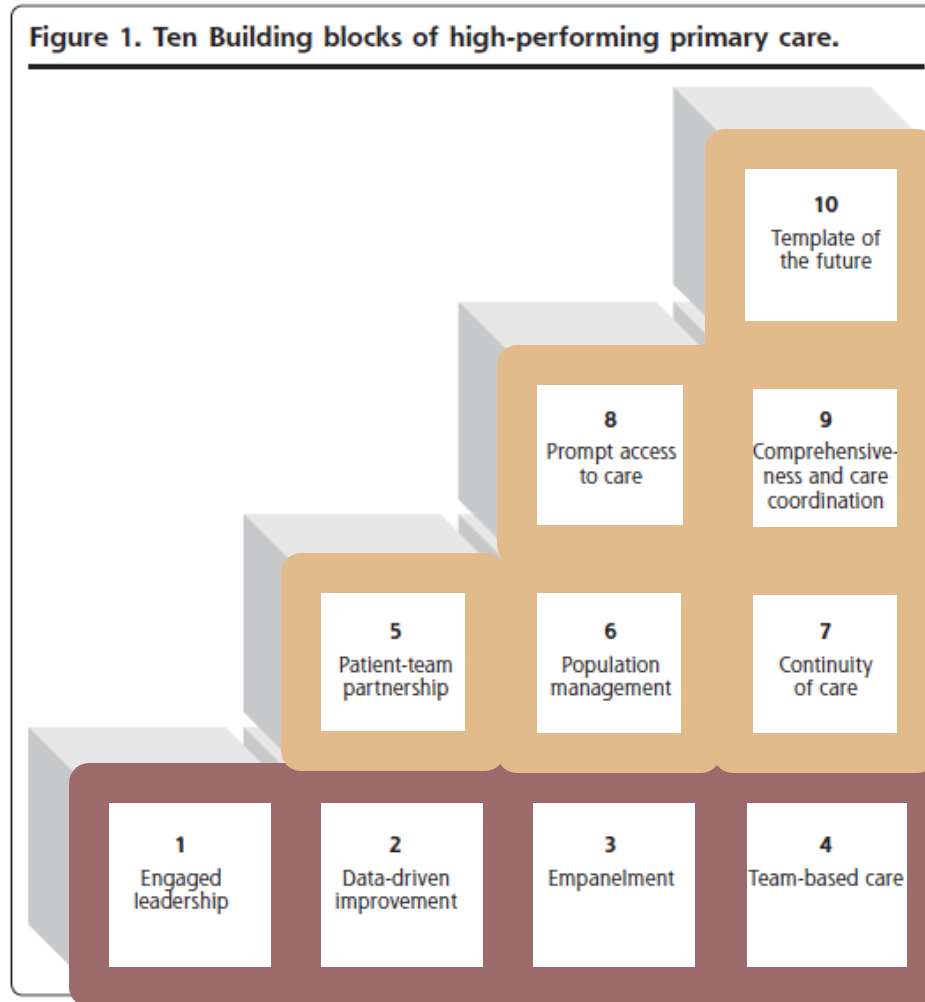 Figure 1. Ten Building blocks of high-performing primary care.
10
Template of
the future
8
Prompt access
to care
9
Comprehensive-
ness and care
coordination
5
Patient-team
partnership
6
Population
management
7
Continuity
of care
1
Engaged
leadership
2
Data-driven
improvement
3
Empanelment
4
Team-based care